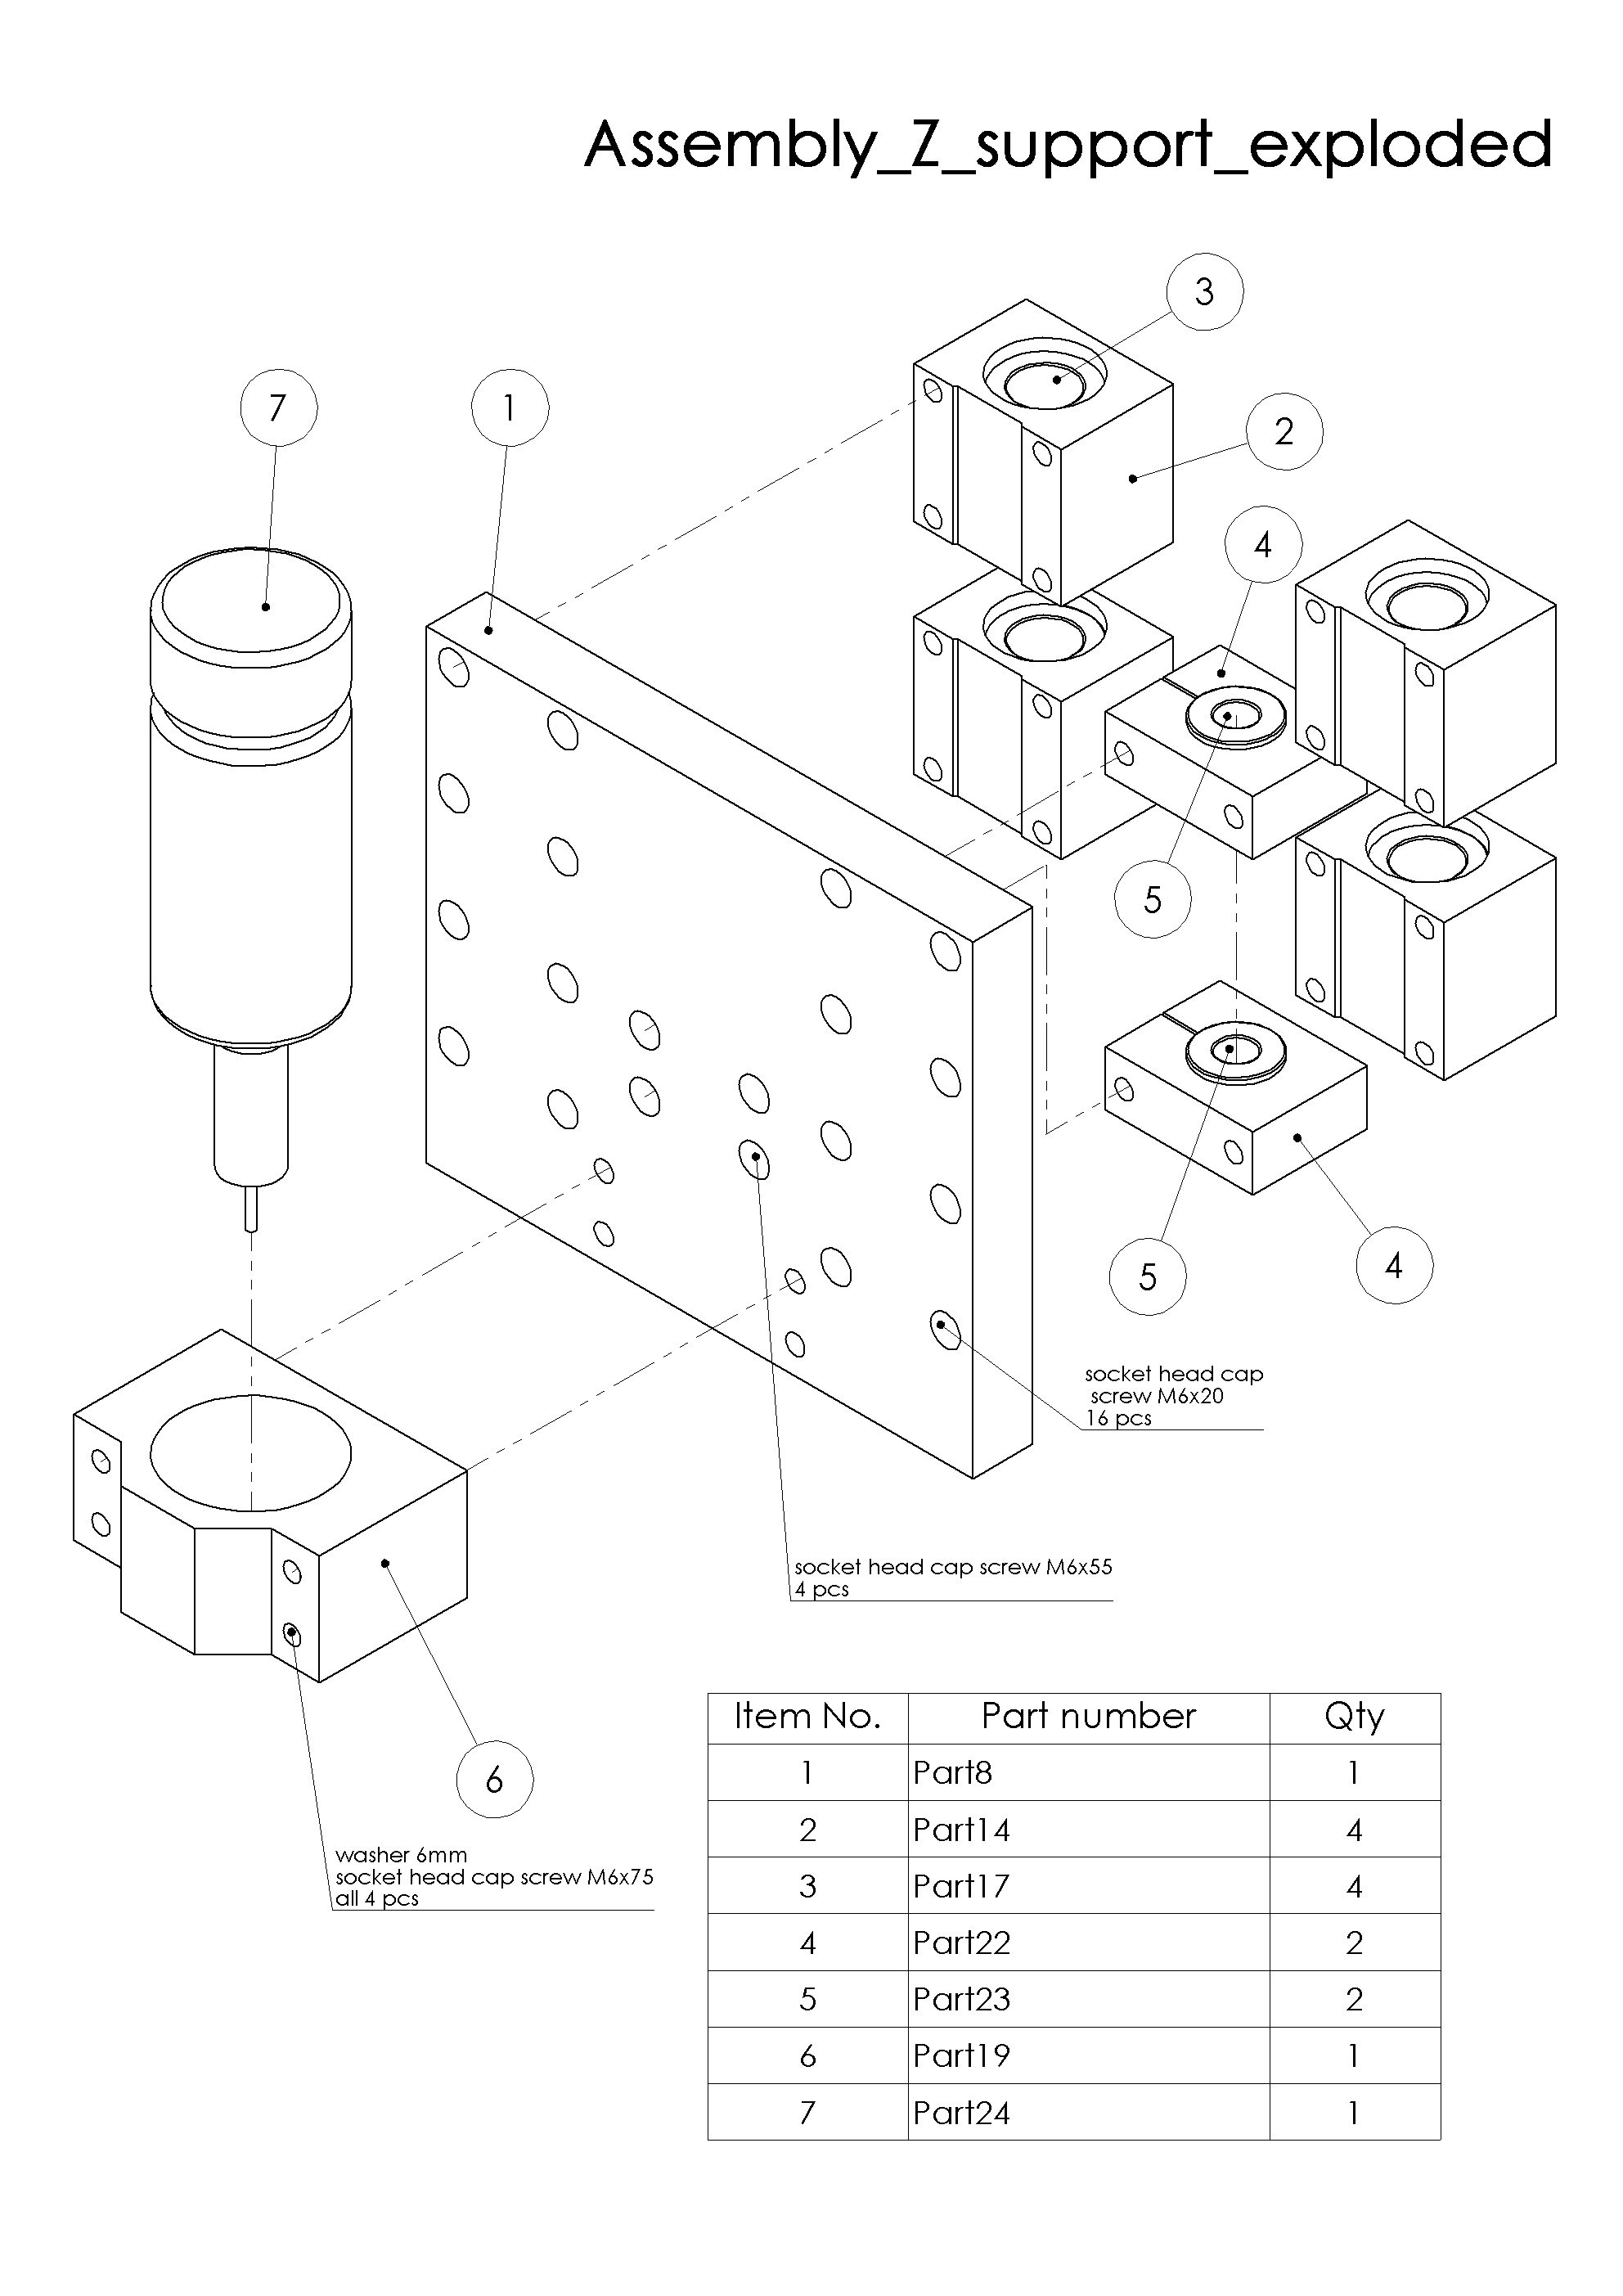 Assembly_Z_support_exploded
3
7
1
2
4
5
5
4
socket head cap
screw M6x20
16 pcs
socket head cap screw M6x55
4 pcs
6
washer 6mm
socket head cap screw M6x75
all 4 pcs
Item No. Part number Qty
1 Part8 1
2 Part14 4
3 Part17 4
4 Part22 2
5 Part23 2
6 Part19 1
7 Part24 1